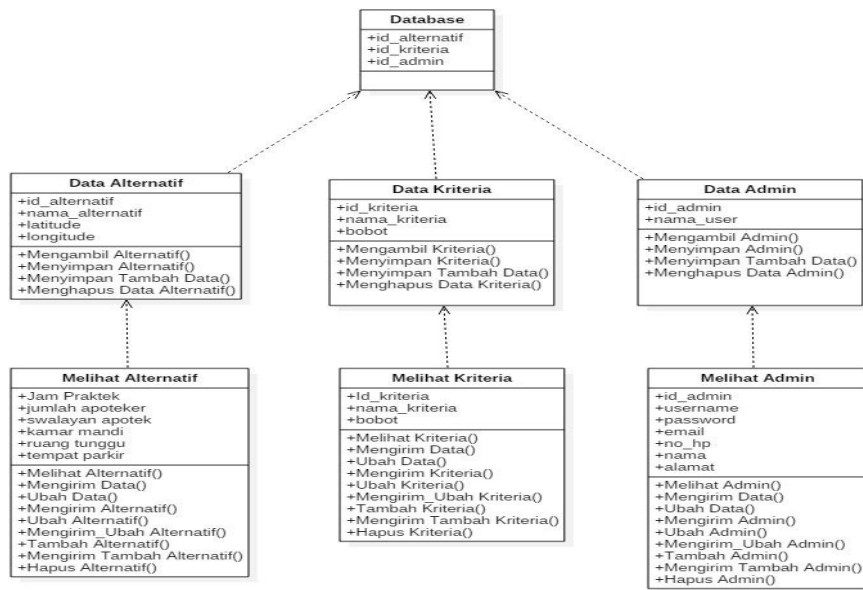 Database
+id_alternatif
+id_kriteria
+id_admin
Data Alternatif
+id_alternatif
+nama_alternatif
+latitude
+longitude
+Mengambil Alternatif()
+Menyimpan Alternatif()
+Menyimpan Tambah Data()
+Menghapus Data Alternatif()
Data Kriteria
+id_kriteria
+nama_kriteria
+bobot
+Mengambil Kriteria()
+Menyimpan Kriteria()
+Menyimpan Tambah Data()
+Menghapus Data Kriteria()
Data Admin
+id_admin
+nama_user
+Mengambil Admin()
+Menyimpan Admin()
+Menyimpan Tambah Data()
+Menghapus Data Admin()
Melihat Alternatif
+Jam Praktek
+jumlah apoteker
+swalayan apotek
+kamar mandi
+ruang tunggu
+tempat parkir
+Melihat Alternatif()
+Mengirim Data()
+Ubah Data()
+Mengirim Alternatif()
+Ubah Alternatif()
+Mengirim_Ubah Alternatif()
+Tambah Alternatif()
+Mengirim Tambah Alternatif()
+Hapus Alternatif()
Melihat Kriteria
+Id_kriteria
+nama_kriteria
+bobot
+Melihat Kriteria()
+Mengirim Data()
+Ubah Data()
+Mengirim Kriteria()
+Ubah Kriteria()
+Mengirim_Ubah Kriteria()
+Tambah Kriteria()
+Mengirim Tambah Kriteria()
+Hapus Kriteria()
Melihat Admin
+id_admin
+username
+password
+email
+no_hp
+nama
+alamat
+Melihat Admin()
+Mengirim Data()
+Ubah Data()
+Mengirim Admin()
+Ubah Admin()
+Mengirim_Ubah Admin()
+Tambah Admin()
+Mengirim Tambah Admin()
+Hapus Admin()